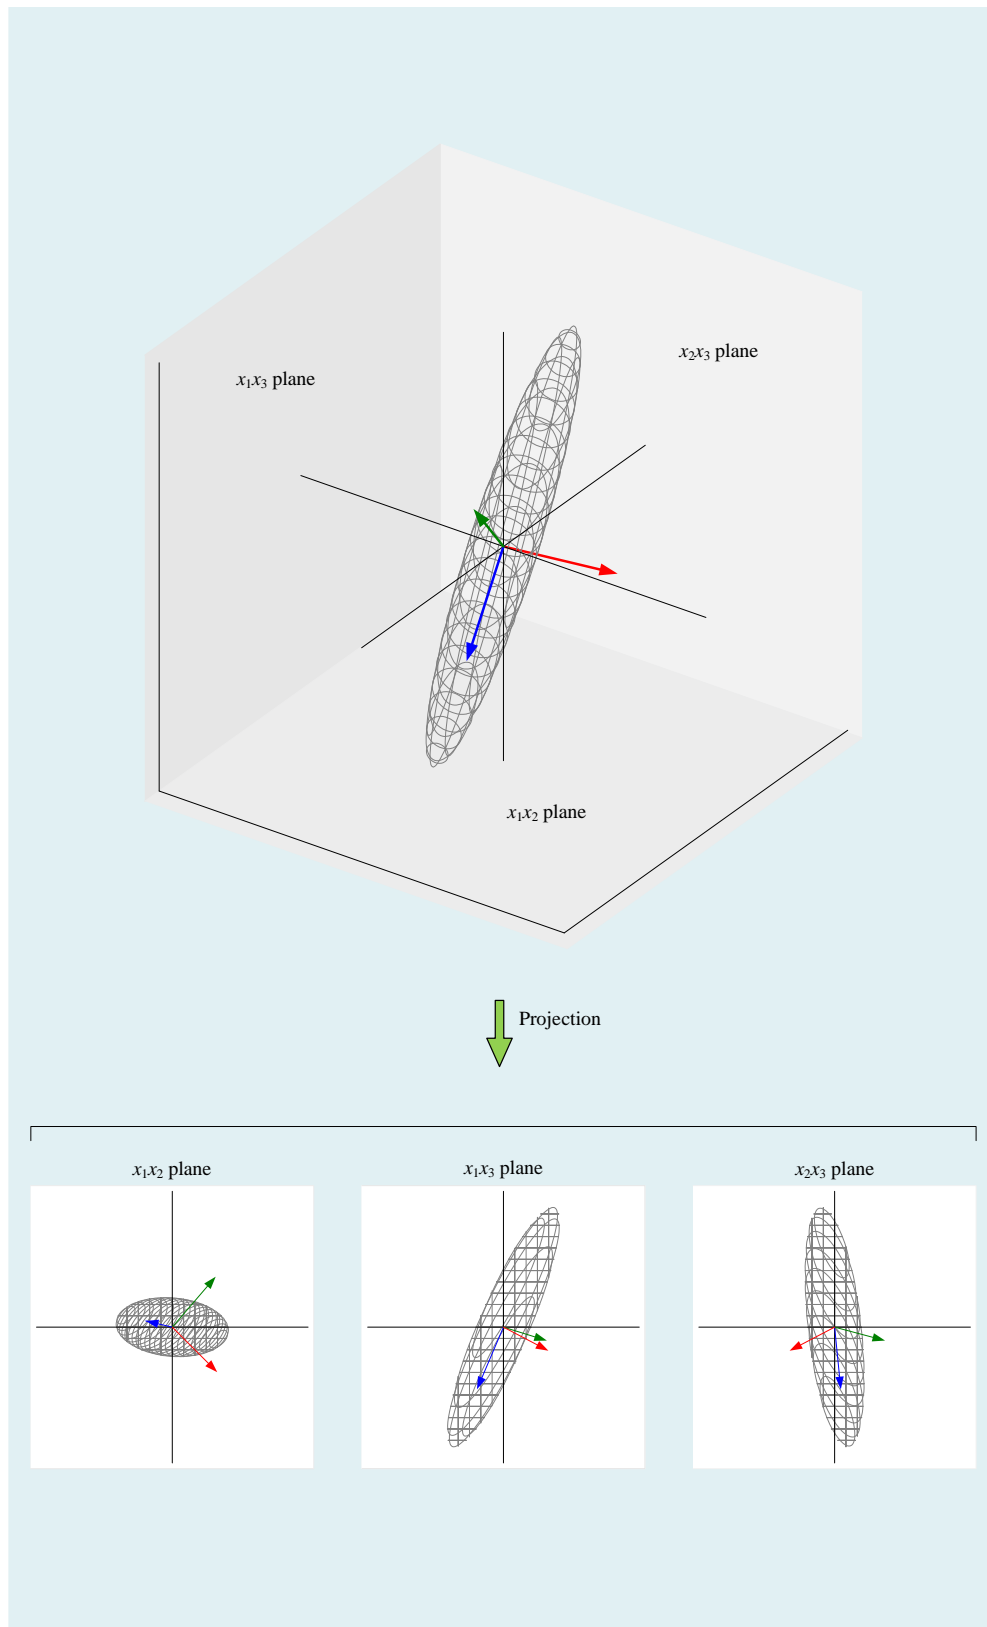 x₂x₃ plane
x₁x₃ plane
x₁x₂ plane
Projection
x₁x₂ plane
x₁x₃ plane
x₂x₃ plane